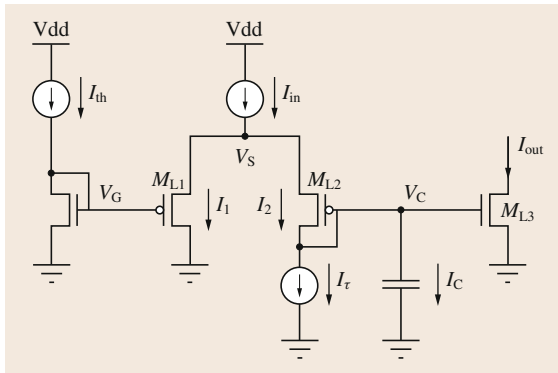 Vdd
Vdd
I_th
I_in
I_out
V_S
M_L1
M_L2
V_G
V_C
I_1
I_2
M_L3
I_τ
I_C